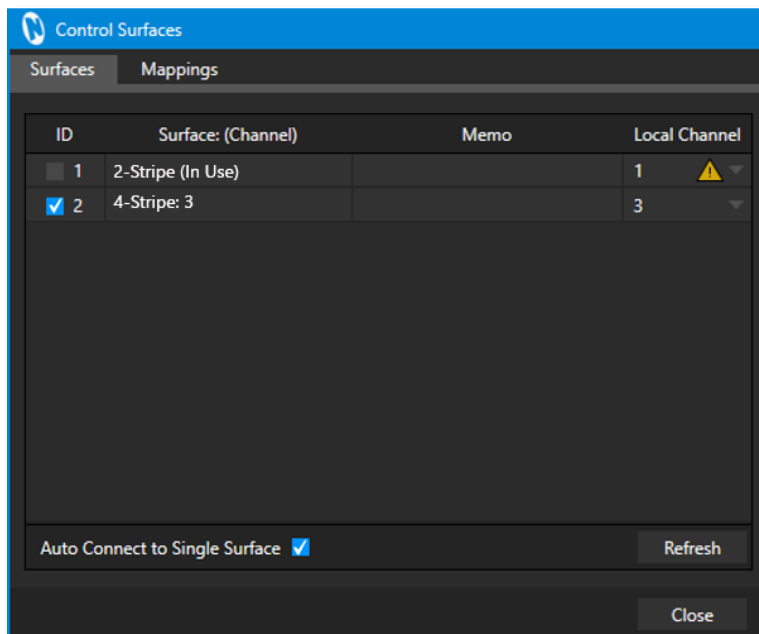 Control Surfaces
Surfaces Mappings
ID Surface: (Channel) Memo Local Channel
1 2-Stripe (In Use) 1
2 4-Stripe: 3 3
Auto Connect to Single Surface Refresh
Close